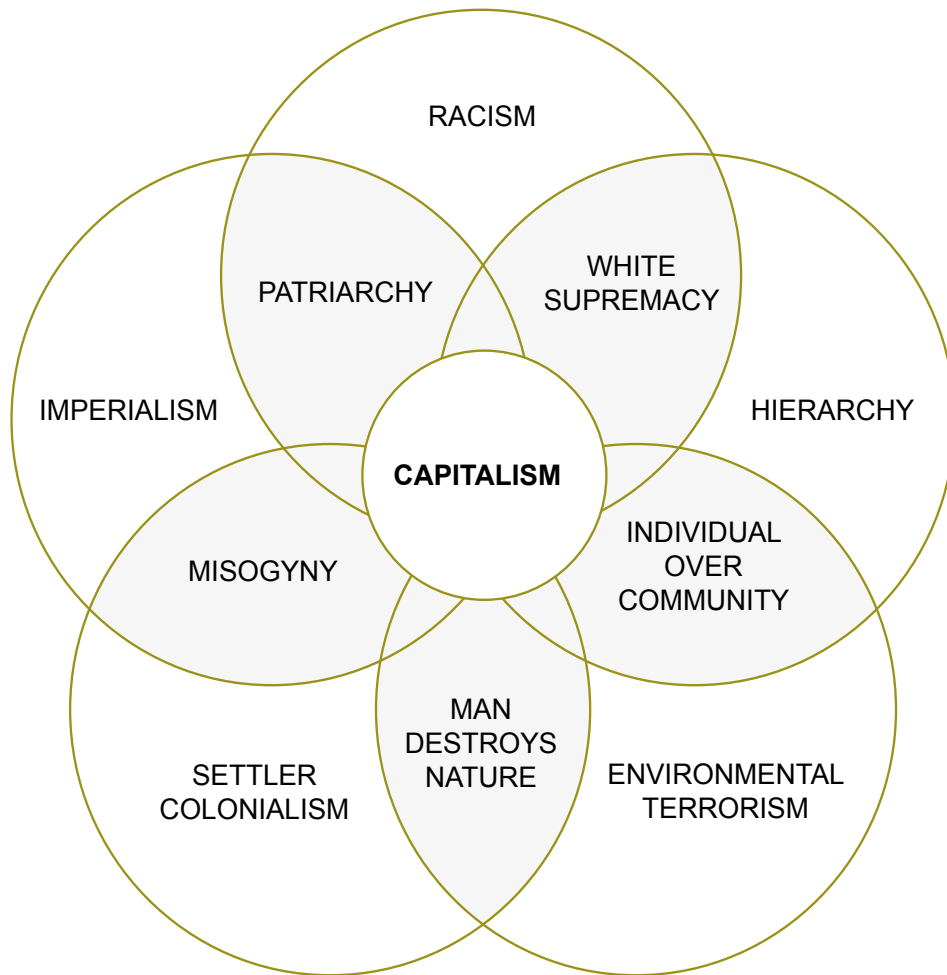 RACISM
PATRIARCHY
WHITE
SUPREMACY
IMPERIALISM
HIERARCHY
CAPITALISM
MISOGYNY
INDIVIDUAL
OVER
COMMUNITY
MAN
DESTROYS
NATURE
SETTLER
COLONIALISM
ENVIRONMENTAL
TERRORISM